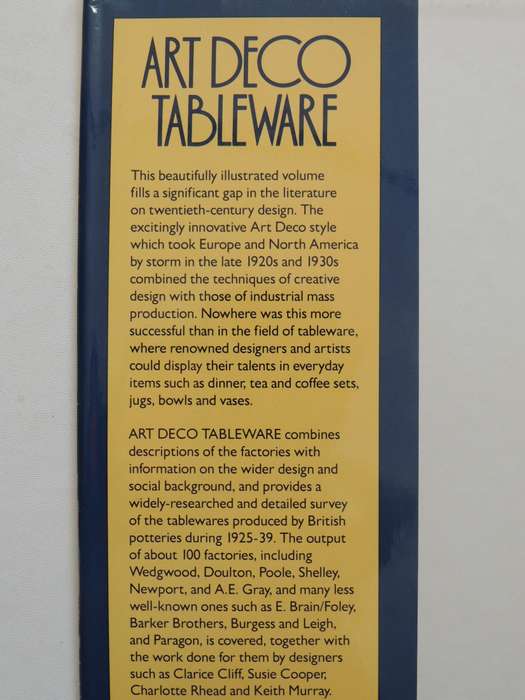 ART DECO
TABLEWARE
This beautifully illustrated volume
fills a significant gap in the literature
on twentieth-century design. The
excitingly innovative Art Deco style
which took Europe and North America
by storm in the late 1920s and 1930s
combined the techniques of creative
design with those of industrial mass
production. Nowhere was this more
successful than in the field of tableware,
where renowned designers and artists
could display their talents in everyday
items such as dinner, tea and coffee sets,
jugs, bowls and vases.
ART DECO TABLEWARE combines
descriptions of the factories with
information on the wider design and
social background, and provides a
widely-researched and detailed survey
of the tablewares produced by British
potteries during 1925-39. The output
of about 100 factories, including
Wedgwood, Doulton, Poole, Shelley,
Newport, and A.E. Gray, and many less
well-known ones such as E. Brain/Foley,
Barker Brothers, Burgess and Leigh,
and Paragon, is covered, together with
the work done for them by designers
such as Clarice Cliff, Susie Cooper,
Charlotte Rhead and Keith Murray.